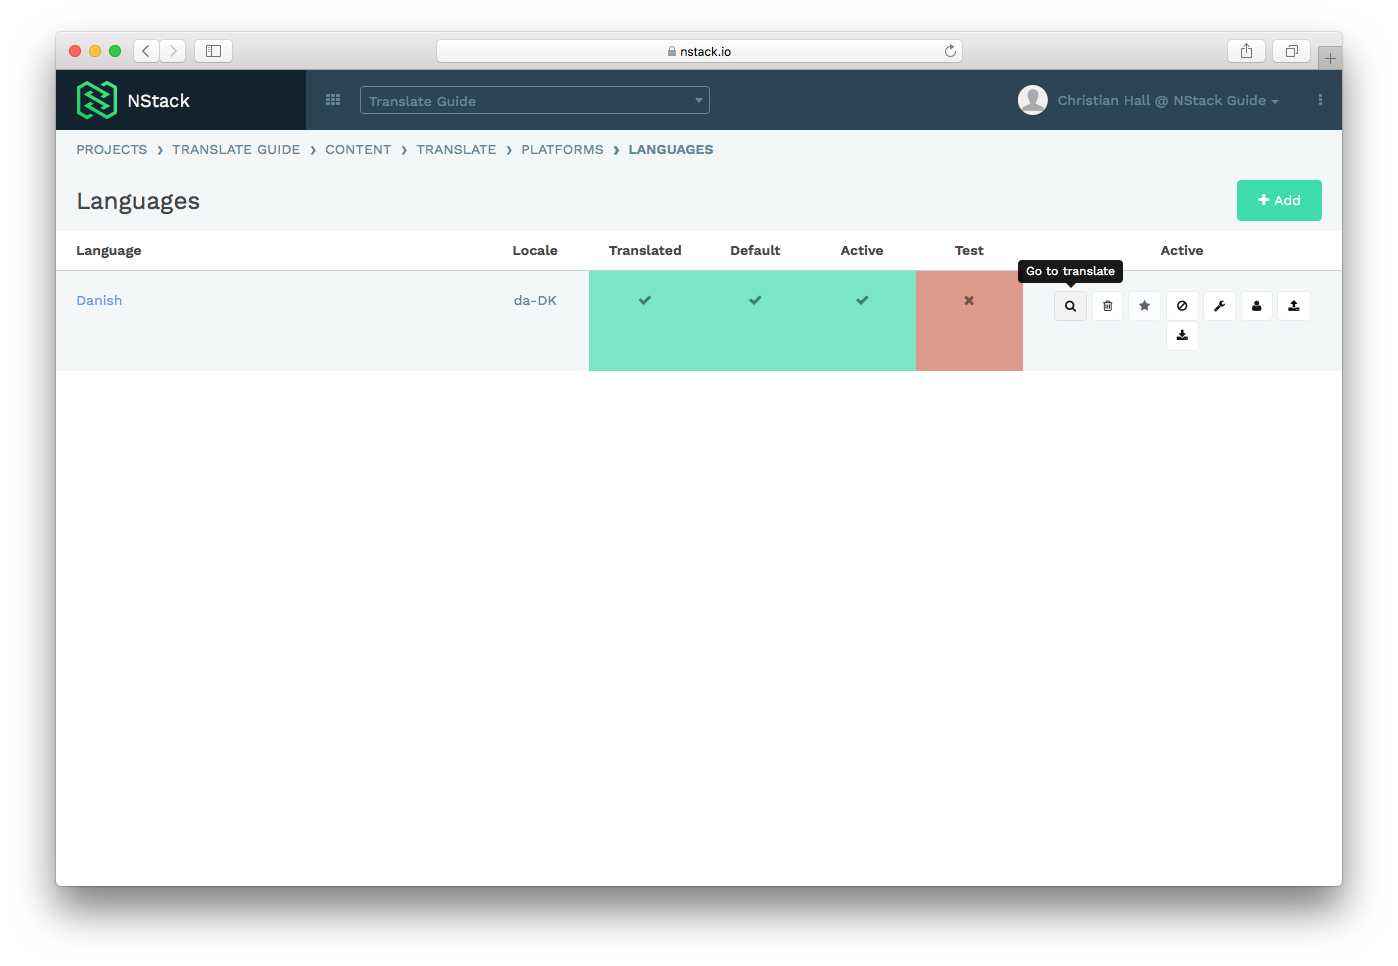 nstack.io
NStack
Translate Guide
Christian Hall @ NStack Guide
PROJECTS › TRANSLATE GUIDE › CONTENT › TRANSLATE › PLATFORMS › LANGUAGES
Languages
Add
Language Locale Translated Default Active Test Active
Go to translate
Danish da-DK